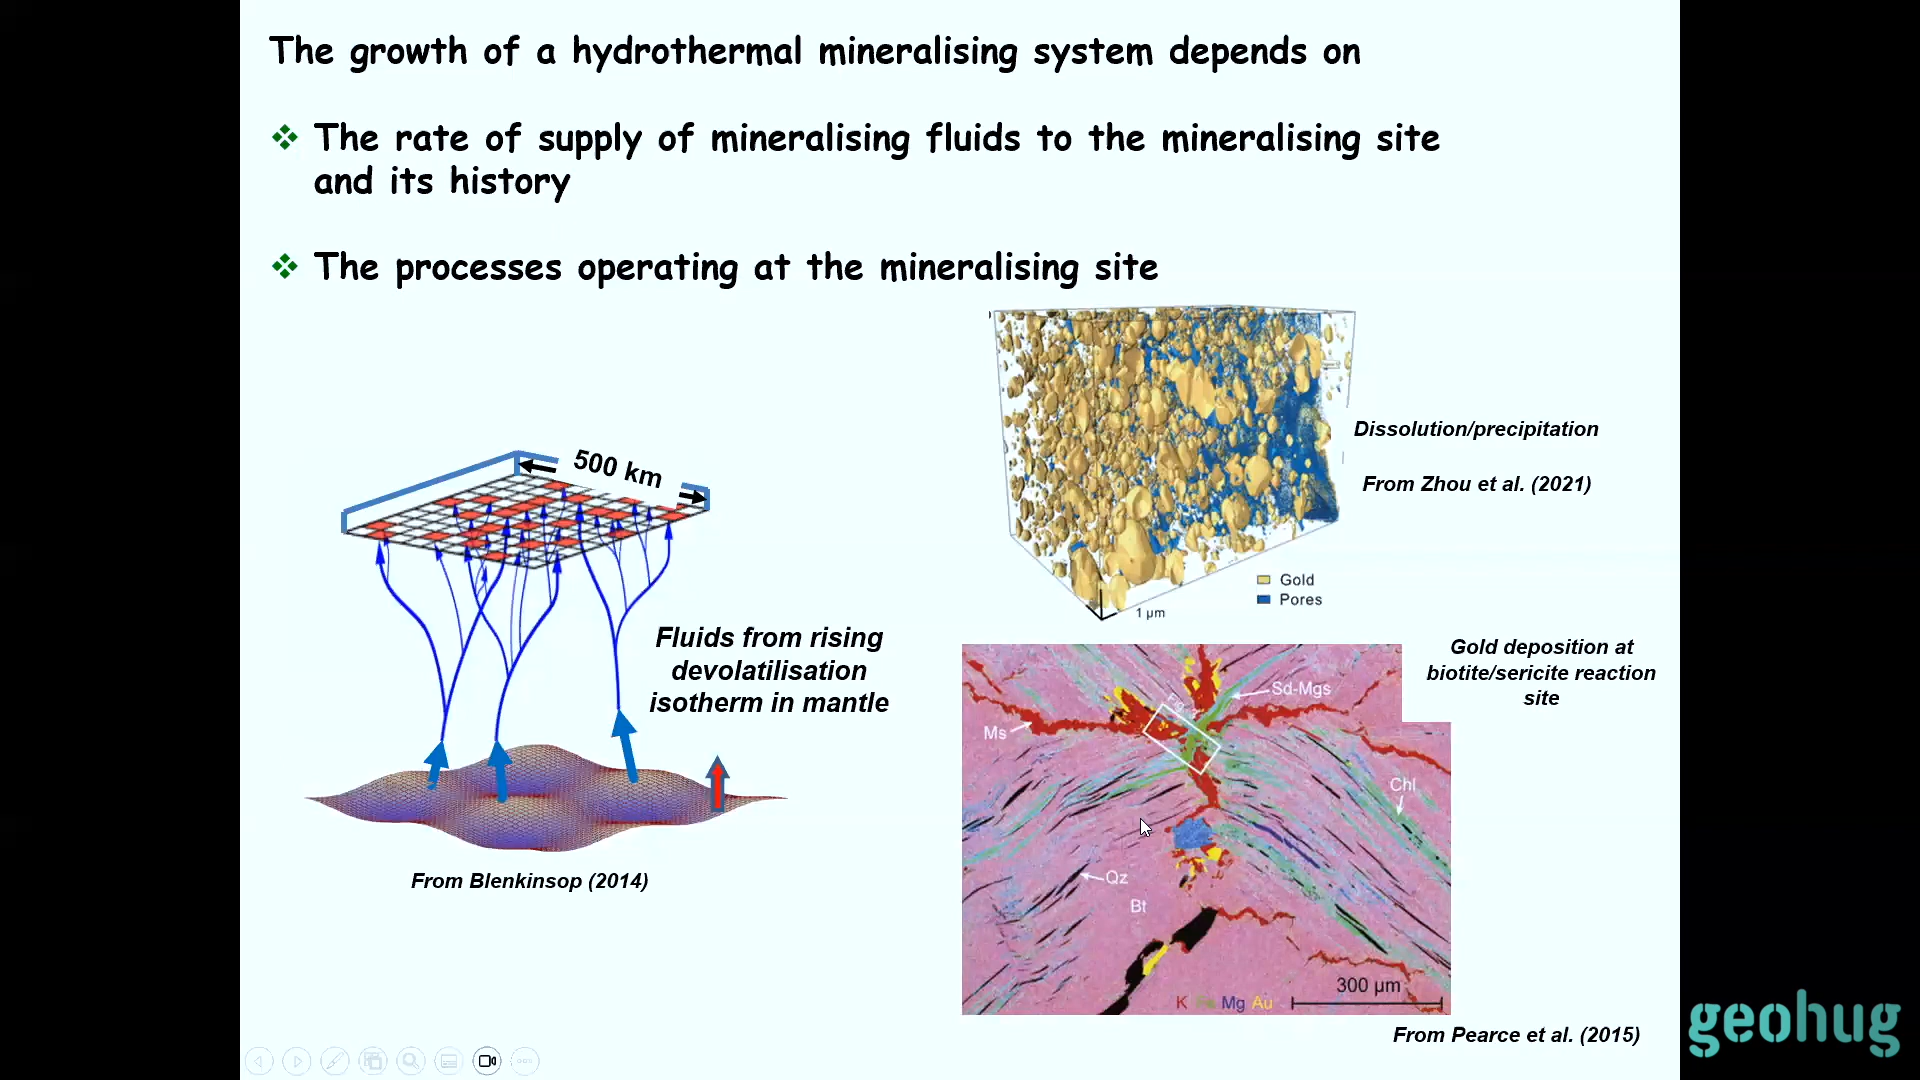 The growth of a hydrothermal mineralising system depends on
The rate of supply of mineralising fluids to the mineralising site
and its history
The processes operating at the mineralising site
500 km
Fluids from rising
devolatilisation
isotherm in mantle
From Blenkinsop (2014)
Dissolution/precipitation
From Zhou et al. (2021)
Gold
Pores
1 µm
Gold deposition at
biotite/sericite reaction
site
Sd-Mgs
Ms
Chl
Qz
Bt
300 µm
K Mg Au
From Pearce et al. (2015)
geohug